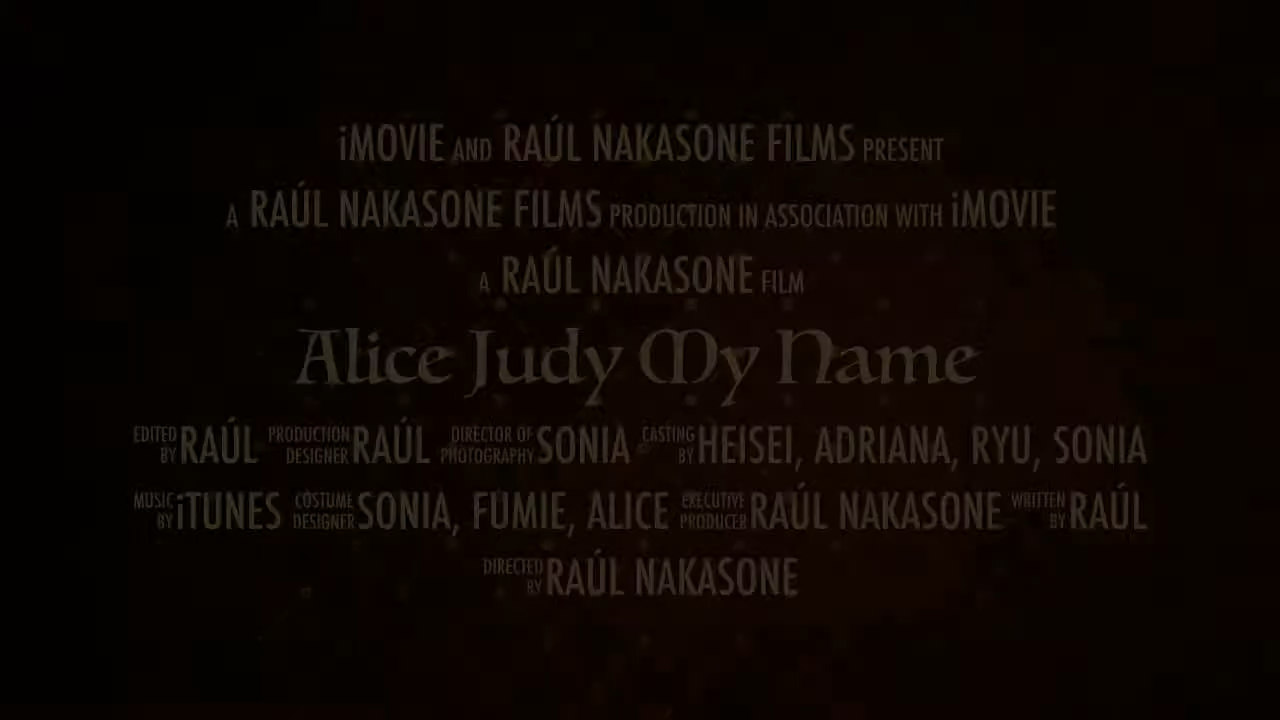 iMOVIE AND RAÚL NAKASONE FILMS PRESENT
A RAÚL NAKASONE FILMS PRODUCTION IN ASSOCIATION WITH iMOVIE
A RAÚL NAKASONE FILM
Alice Judy My Name
EDITED BY RAÚL PRODUCTION DESIGNER RAÚL DIRECTOR OF PHOTOGRAPHY SONIA CASTING BY HEISEI, ADRIANA, RYU, SONIA
MUSIC BY iTUNES COSTUME DESIGNER SONIA, FUMIE, ALICE EXECUTIVE PRODUCER RAÚL NAKASONE WRITTEN BY RAÚL
DIRECTED BY RAÚL NAKASONE